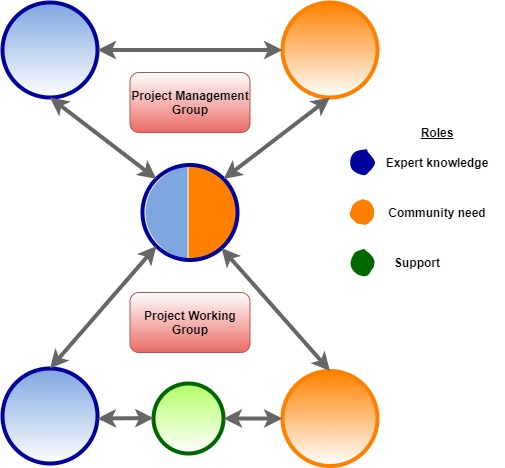 Project Management
Group
Roles
Expert knowledge
Community need
Support
Project Working
Group